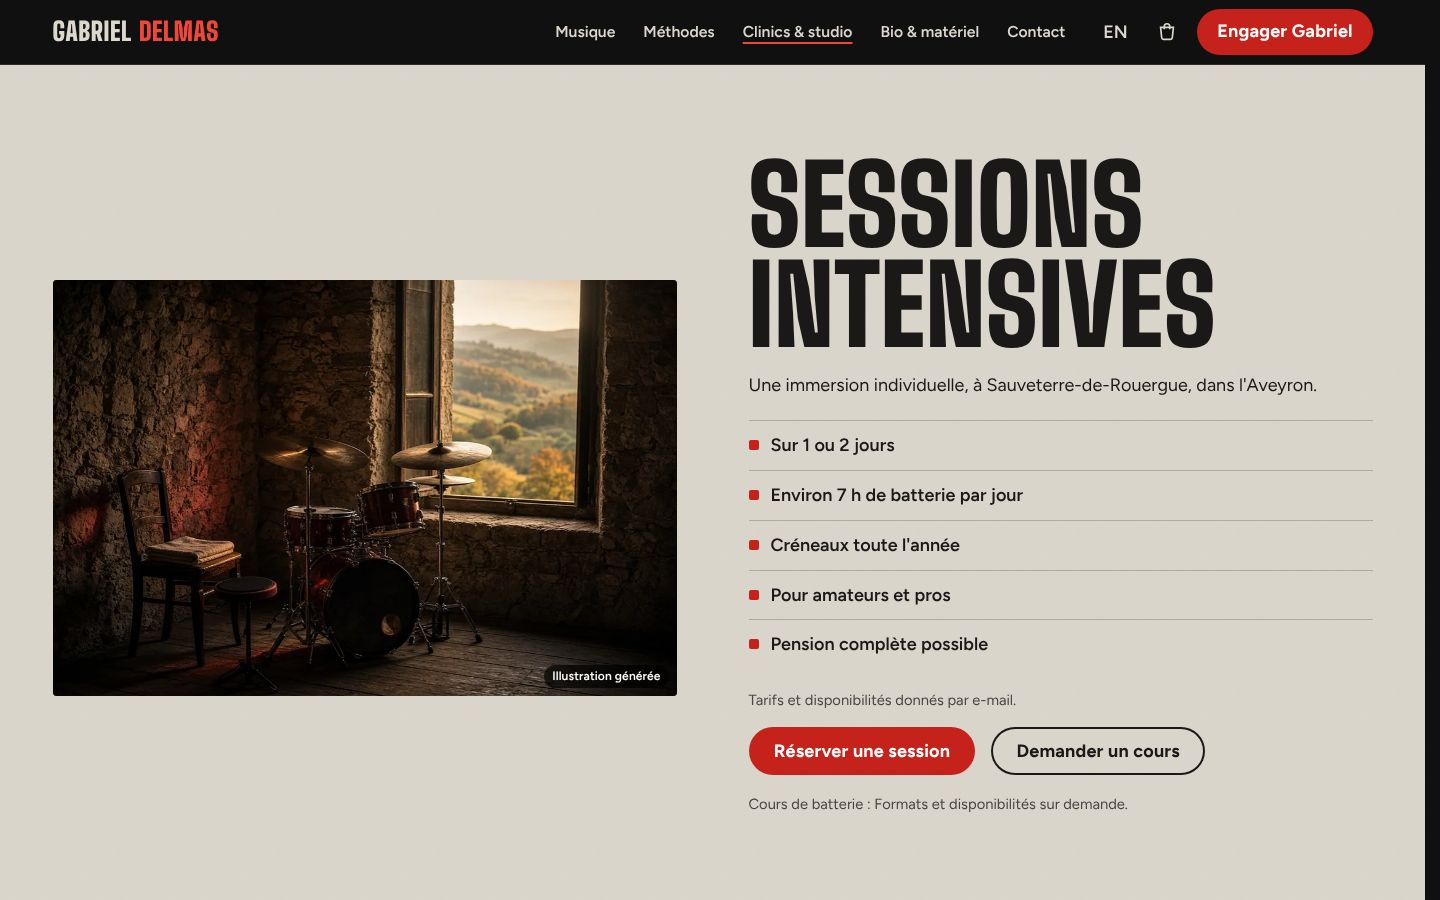 GABRIEL DELMAS
Musique
Méthodes
Clinics & studio
Bio & matériel
Contact
EN
Engager Gabriel
SESSIONS
INTENSIVES
Une immersion individuelle, à Sauveterre-de-Rouergue, dans l'Aveyron.
Sur 1 ou 2 jours
Environ 7 h de batterie par jour
Créneaux toute l'année
Pour amateurs et pros
Pension complète possible
Illustration générée
Tarifs et disponibilités donnés par e-mail.
Réserver une session
Demander un cours
Cours de batterie : Formats et disponibilités sur demande.